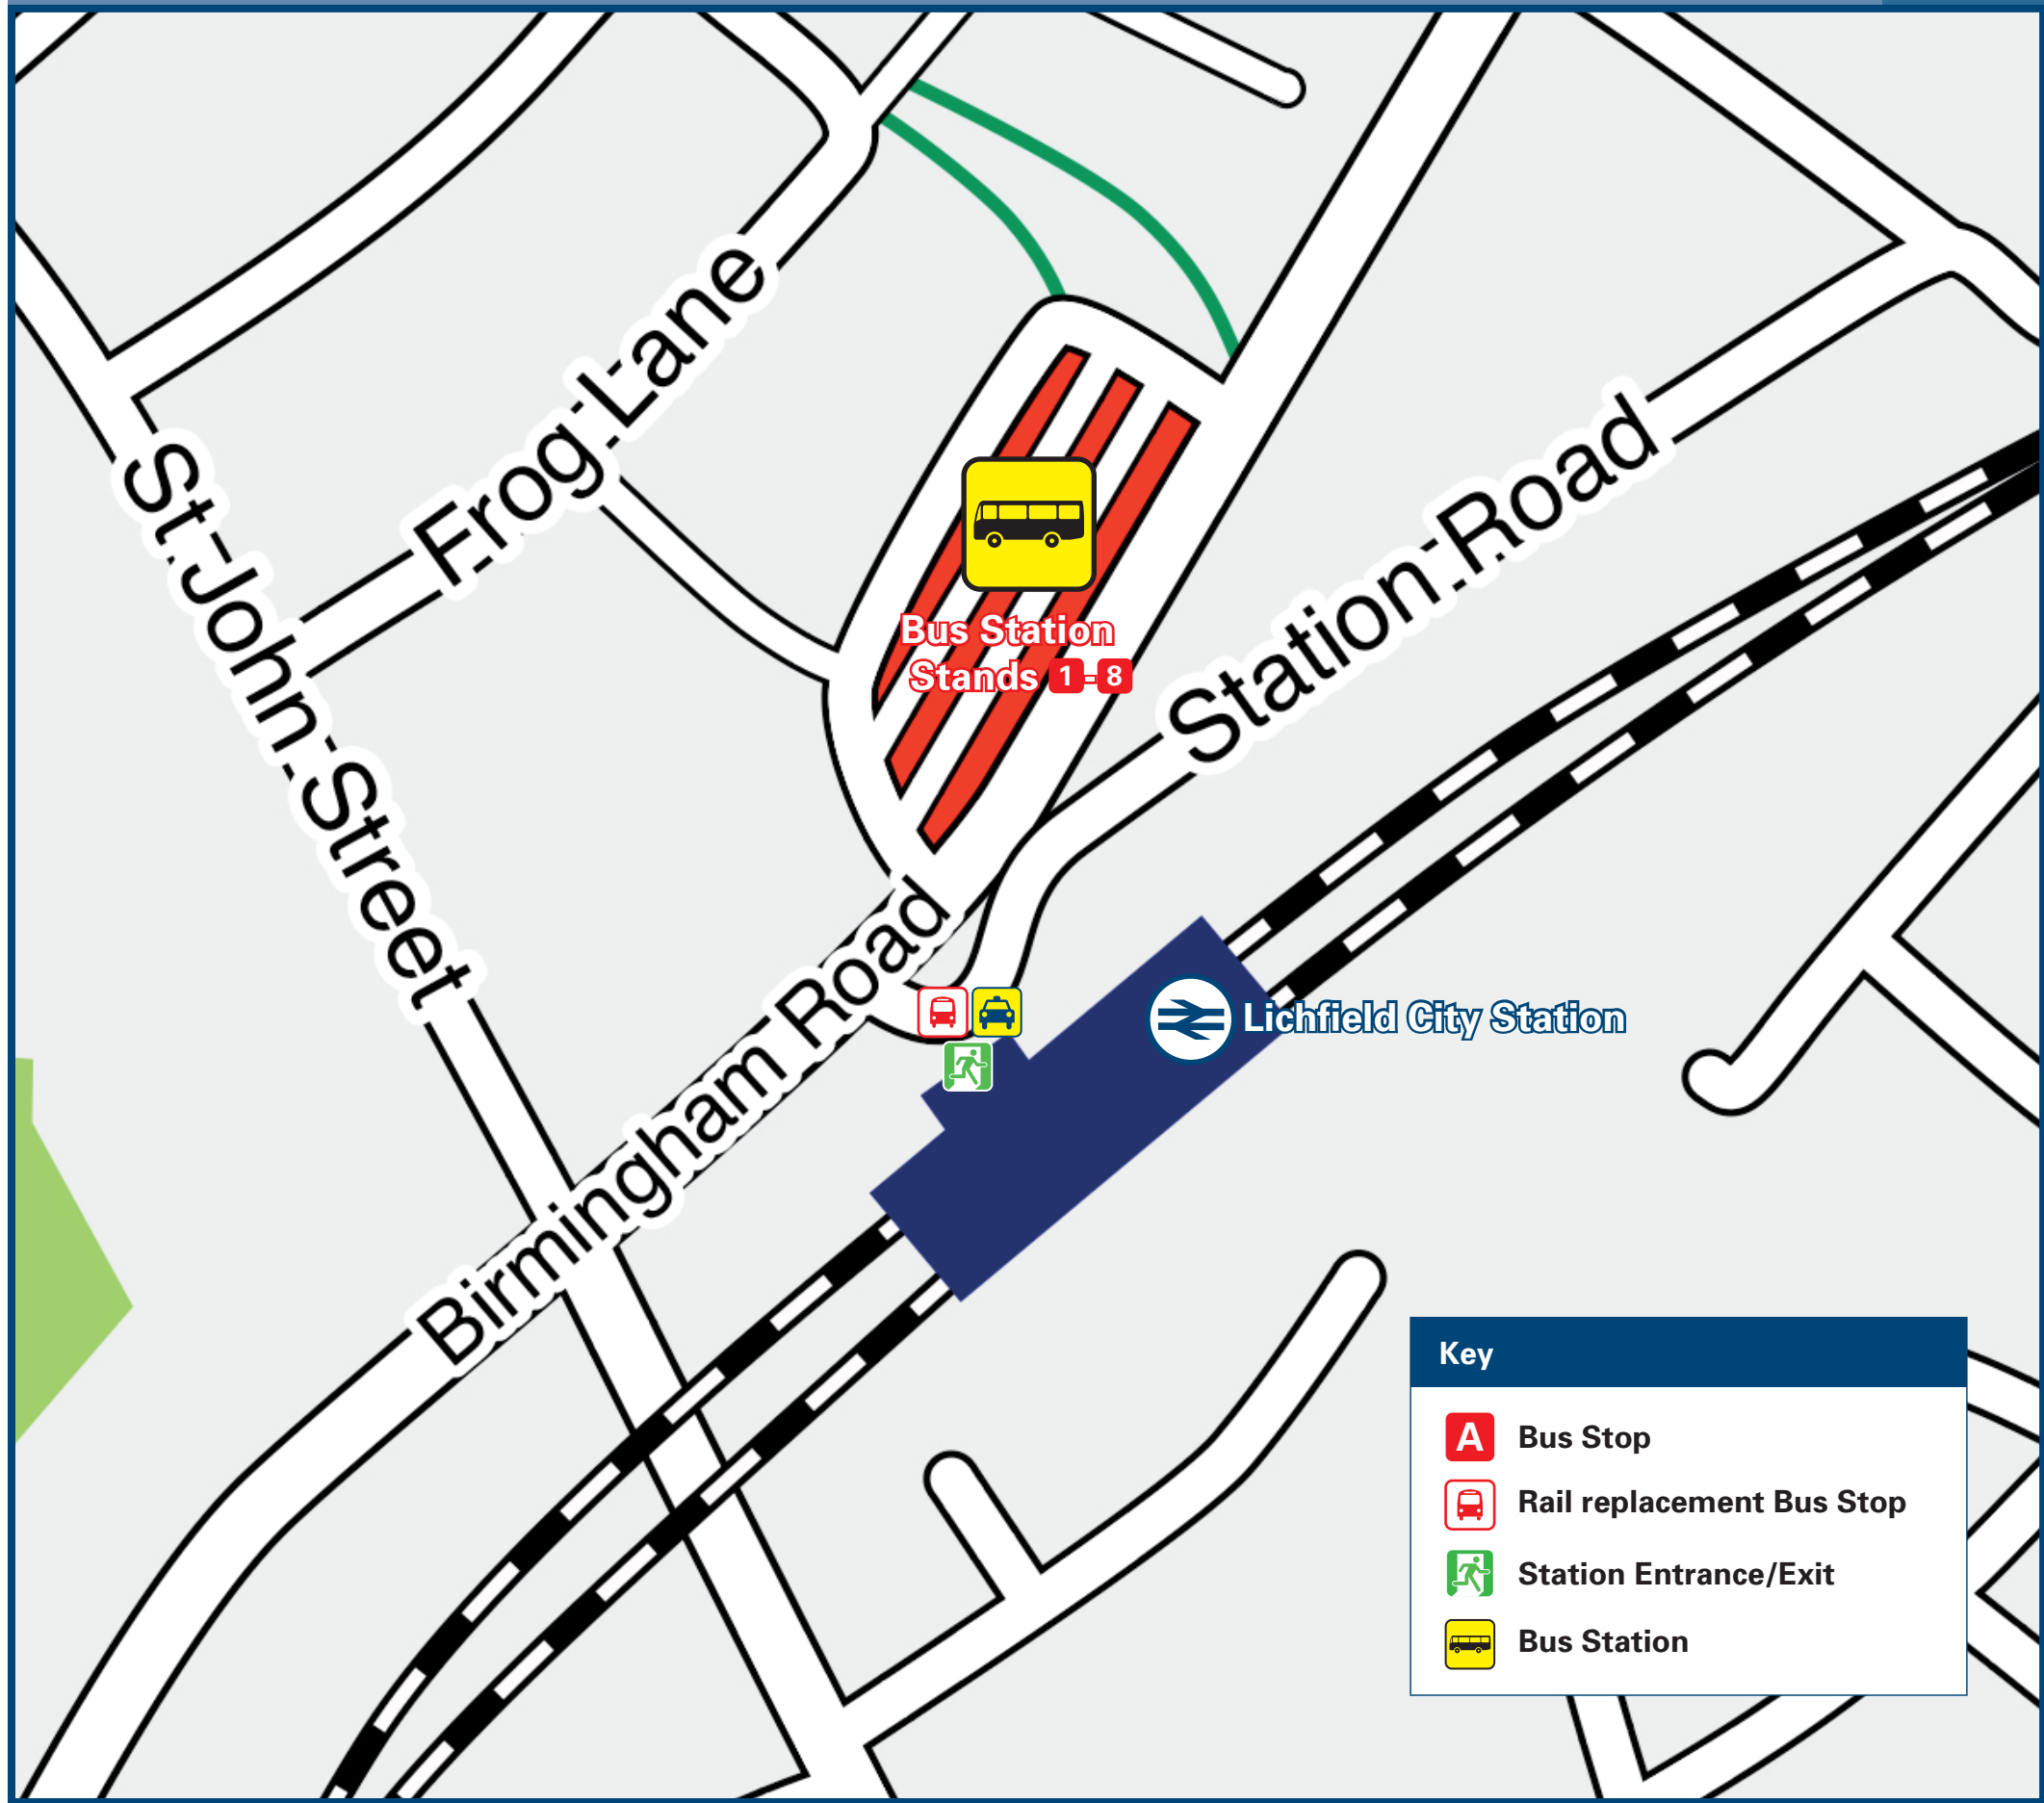 Frog Lane
St John Street
Station Road
Bus Station
Stands 1-8
Birmingham Road
Lichfield City Station
Key
A Bus Stop
Rail replacement Bus Stop
Station Entrance/Exit
Bus Station